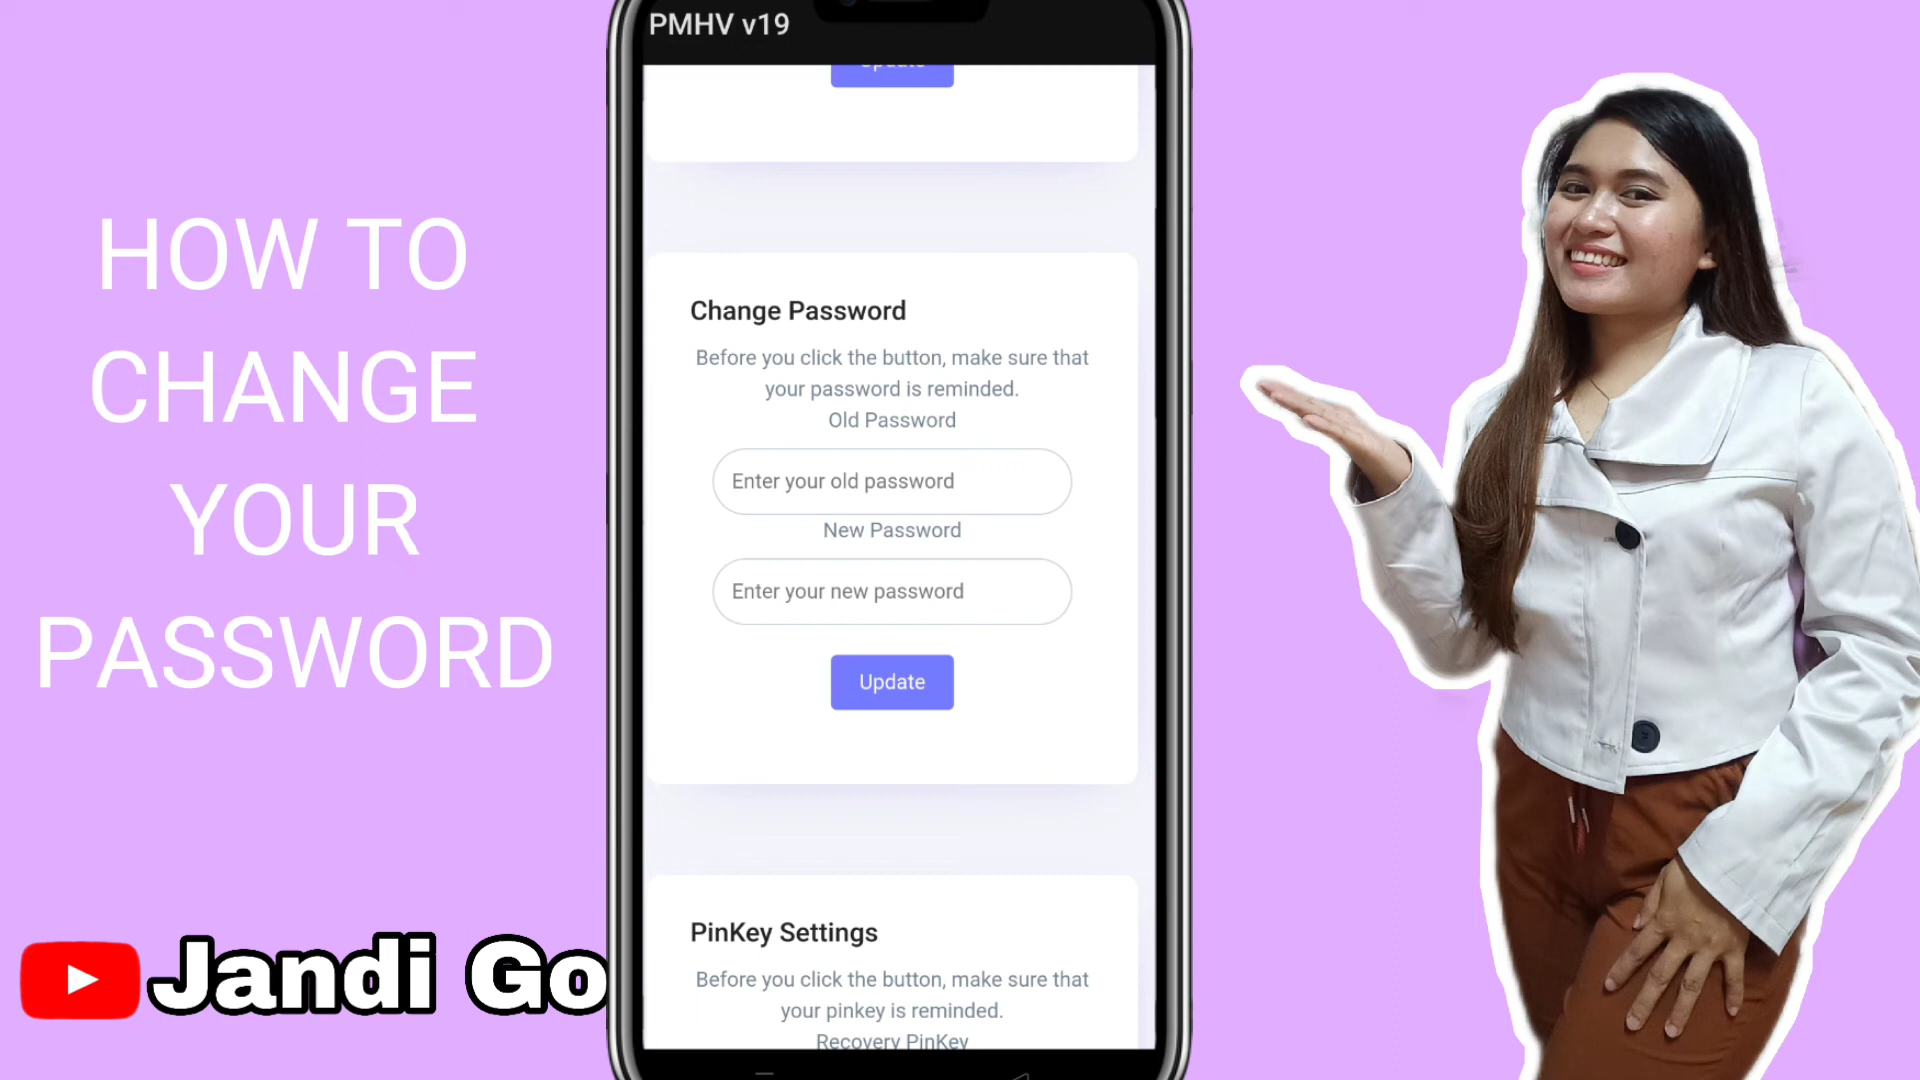 HOW TO
CHANGE
YOUR
PASSWORD
Jandi Go
PMHV v19
Update
Change Password
Before you click the button, make sure that
your password is reminded.
Old Password
Enter your old password
New Password
Enter your new password
Update
PinKey Settings
Before you click the button, make sure that
your pinkey is reminded.
Recovery PinKey